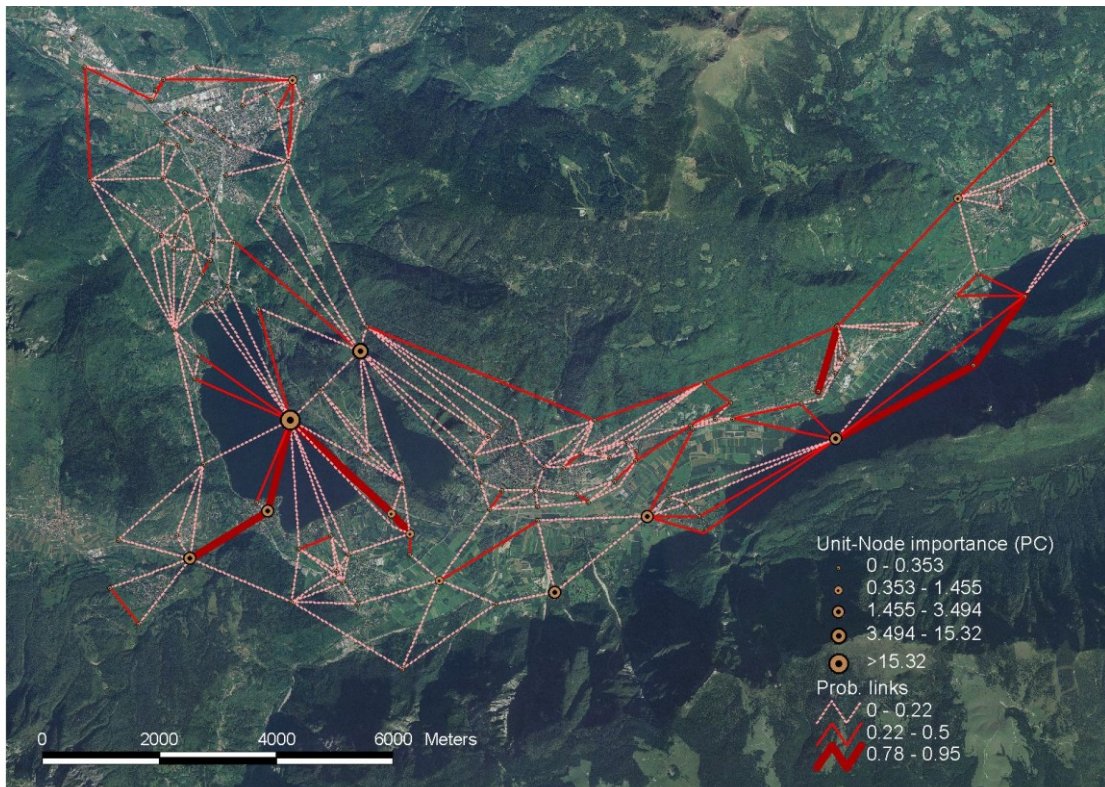 Unit-Node importance (PC)
0 - 0.353
0.353 - 1.455
1.455 - 3.494
3.494 - 15.32
>15.32
Prob. links
0 - 0.22
0.22 - 0.5
0.78 - 0.95
0 2000 4000 6000 Meters